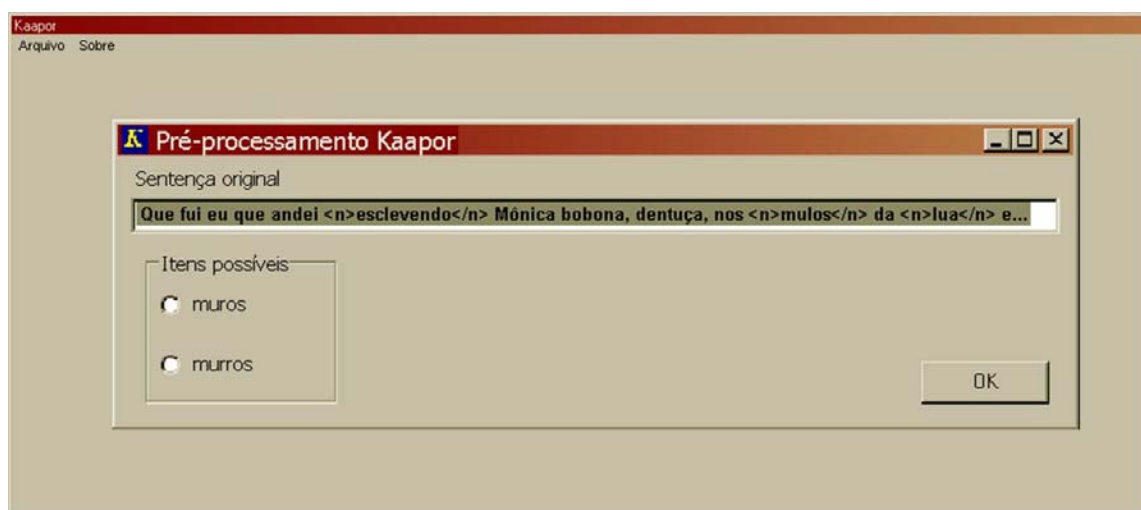 Kaapor
Arquivo Sobre
Pré-processamento Kaapor
Sentença original
Que fui eu que andei <n>esclevendo</n> Mônica bobona, dentuça, nos <n>mulos</n> da <n>lua</n> e...
Itens possíveis
muros
murros
OK